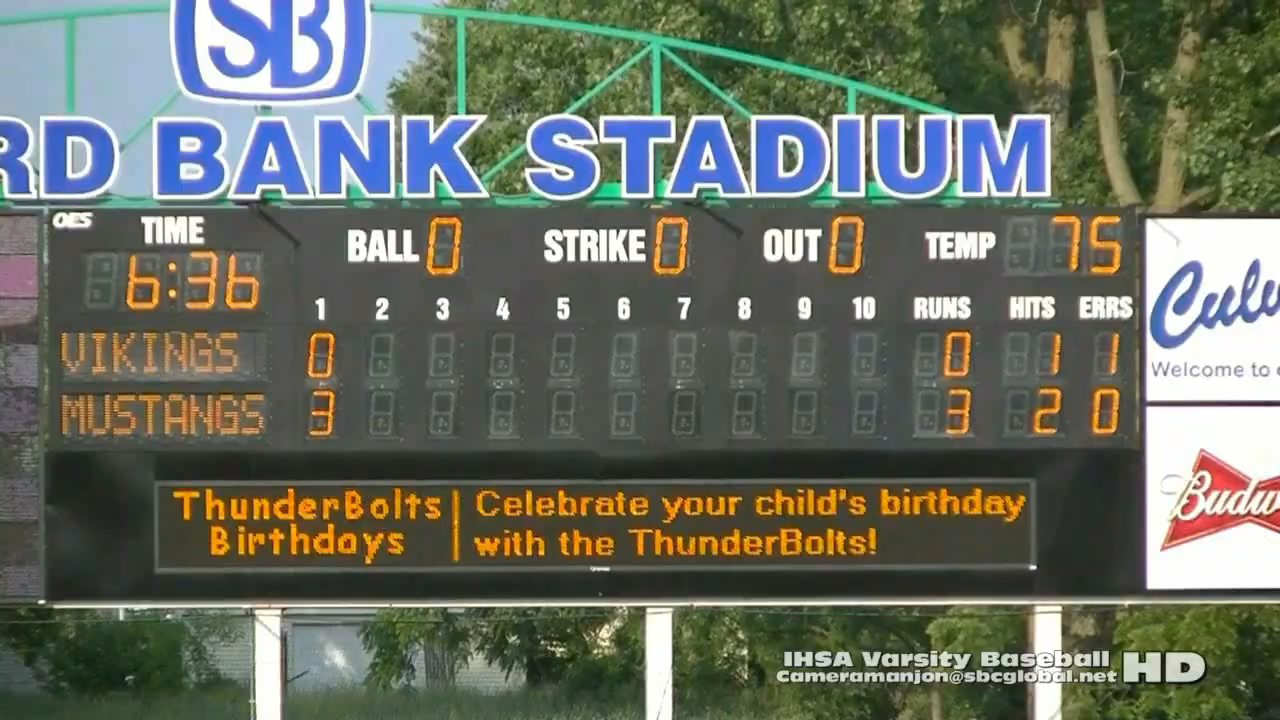 SB
RD BANK STADIUM
OES
TIME
6:36
BALL 0 STRIKE 0 OUT 0 TEMP 75
1 2 3 4 5 6 7 8 9 10 RUNS HITS ERRS
VIKINGS 0 0 1 1
MUSTANGS 3 3 2 0
ThunderBolts
Birthdays
Celebrate your child's birthday
with the ThunderBolts!
Culv
Welcome to
Budw
IHSA Varsity Baseball
Cameramanjon@sbcglobal.net HD